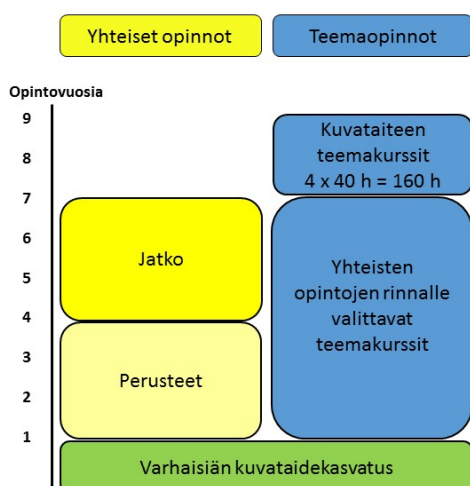 Yhteiset opinnot
Teemaopinnot
Opintovuosia
9
8
7
6
5
4
3
2
1
Kuvataiteen
teemakurssit
4 x 40 h = 160 h
Jatko
Yhteisten
opintojen rinnalle
valittavat
teemakurssit
Perusteet
Varhaisiän kuvataidekasvatus